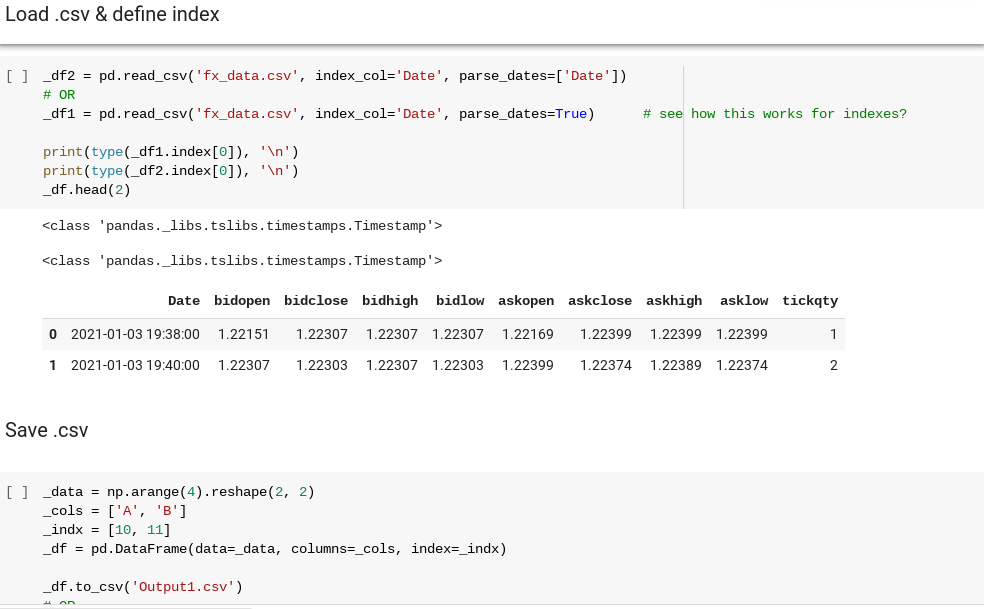 Load .csv & define index
[ ] _df2 = pd.read_csv('fx_data.csv', index_col='Date', parse_dates=['Date'])
# OR
_df1 = pd.read_csv('fx_data.csv', index_col='Date', parse_dates=True)      # see how this works for indexes?
print(type(_df1.index[0]), '\n')
print(type(_df2.index[0]), '\n')
_df.head(2)
<class 'pandas._libs.tslibs.timestamps.Timestamp'>
<class 'pandas._libs.tslibs.timestamps.Timestamp'>
Date bidopen bidclose bidhigh bidlow askopen askclose askhigh asklow tickqty
0 2021-01-03 19:38:00 1.22151 1.22307 1.22307 1.22307 1.22169 1.22399 1.22399 1.22399 1
1 2021-01-03 19:40:00 1.22307 1.22303 1.22307 1.22303 1.22399 1.22374 1.22389 1.22374 2
Save .csv
[ ] _data = np.arange(4).reshape(2, 2)
_cols = ['A', 'B']
_indx = [10, 11]
_df = pd.DataFrame(data=_data, columns=_cols, index=_indx)
_df.to_csv('Output1.csv')
# OR